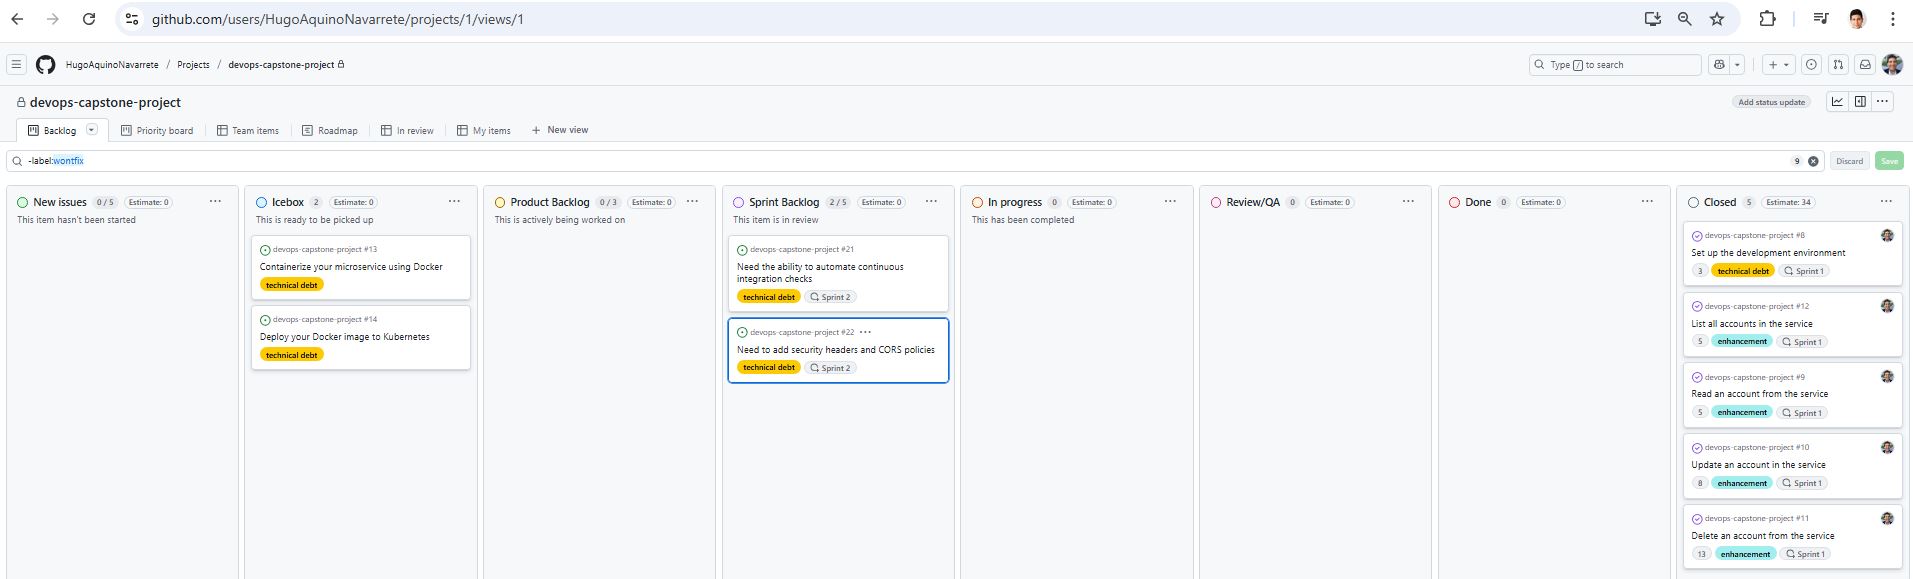 github.com/users/HugoAquinoNavarrete/projects/1/views/1
HugoAquinoNavarrete / Projects / devops-capstone-project
Type / to search
devops-capstone-project
Add status update
Backlog
Priority board
Team items
Roadmap
In review
My items
+ New view
-label:wontfix
9
Discard
Save
New issues 0 / 5 Estimate: 0
This item hasn't been started
Icebox 2 Estimate: 0
This is ready to be picked up
devops-capstone-project #13
Containerize your microservice using Docker
technical debt
devops-capstone-project #14
Deploy your Docker image to Kubernetes
technical debt
Product Backlog 0 / 3 Estimate: 0
This is actively being worked on
Sprint Backlog 2 / 5 Estimate: 0
This item is in review
devops-capstone-project #21
Need the ability to automate continuous
integration checks
technical debt Sprint 2
devops-capstone-project #22
Need to add security headers and CORS policies
technical debt Sprint 2
In progress 0 Estimate: 0
This has been completed
Review/QA 0 Estimate: 0
Done 0 Estimate: 0
Closed 5 Estimate: 34
devops-capstone-project #8
Set up the development environment
3 technical debt Sprint 1
devops-capstone-project #12
List all accounts in the service
5 enhancement Sprint 1
devops-capstone-project #9
Read an account from the service
5 enhancement Sprint 1
devops-capstone-project #10
Update an account in the service
8 enhancement Sprint 1
devops-capstone-project #11
Delete an account from the service
13 enhancement Sprint 1